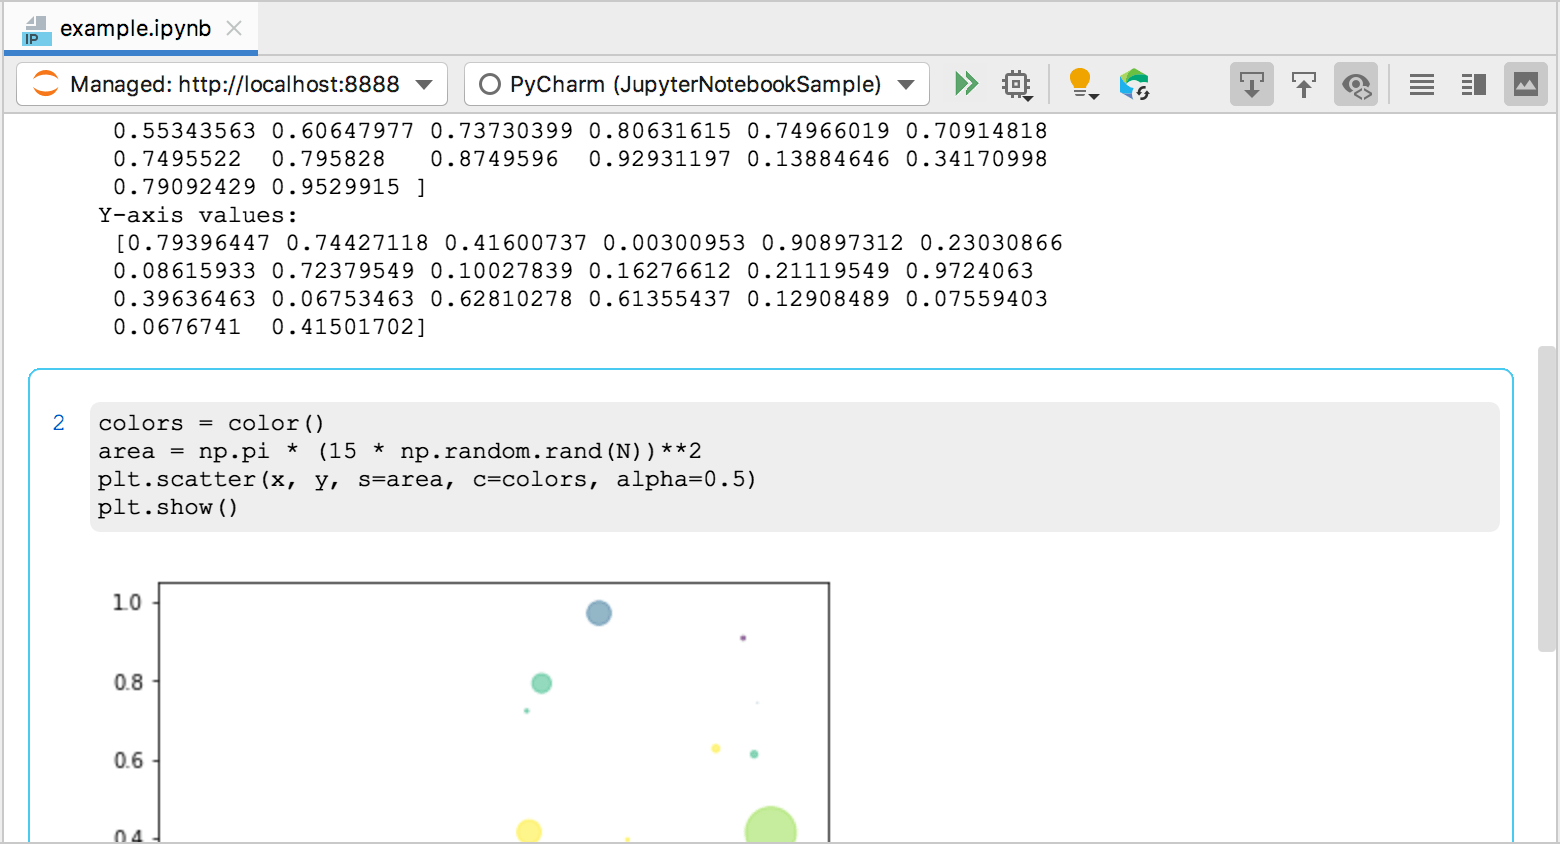 example.ipynb
IP
Managed: http://localhost:8888
PyCharm (JupyterNotebookSample)
0.55343563 0.60647977 0.73730399 0.80631615 0.74966019 0.70914818
0.7495522 0.795828 0.8749596 0.92931197 0.13884646 0.34170998
0.79092429 0.9529915 ]
Y-axis values:
[0.79396447 0.74427118 0.41600737 0.00300953 0.90897312 0.23030866
0.08615933 0.72379549 0.10027839 0.16276612 0.21119549 0.9724063
0.39636463 0.06753463 0.62810278 0.61355437 0.12908489 0.07559403
0.0676741 0.41501702]
2
colors = color()
area = np.pi * (15 * np.random.rand(N))**2
plt.scatter(x, y, s=area, c=colors, alpha=0.5)
plt.show()
1.0
0.8
0.6
0.4